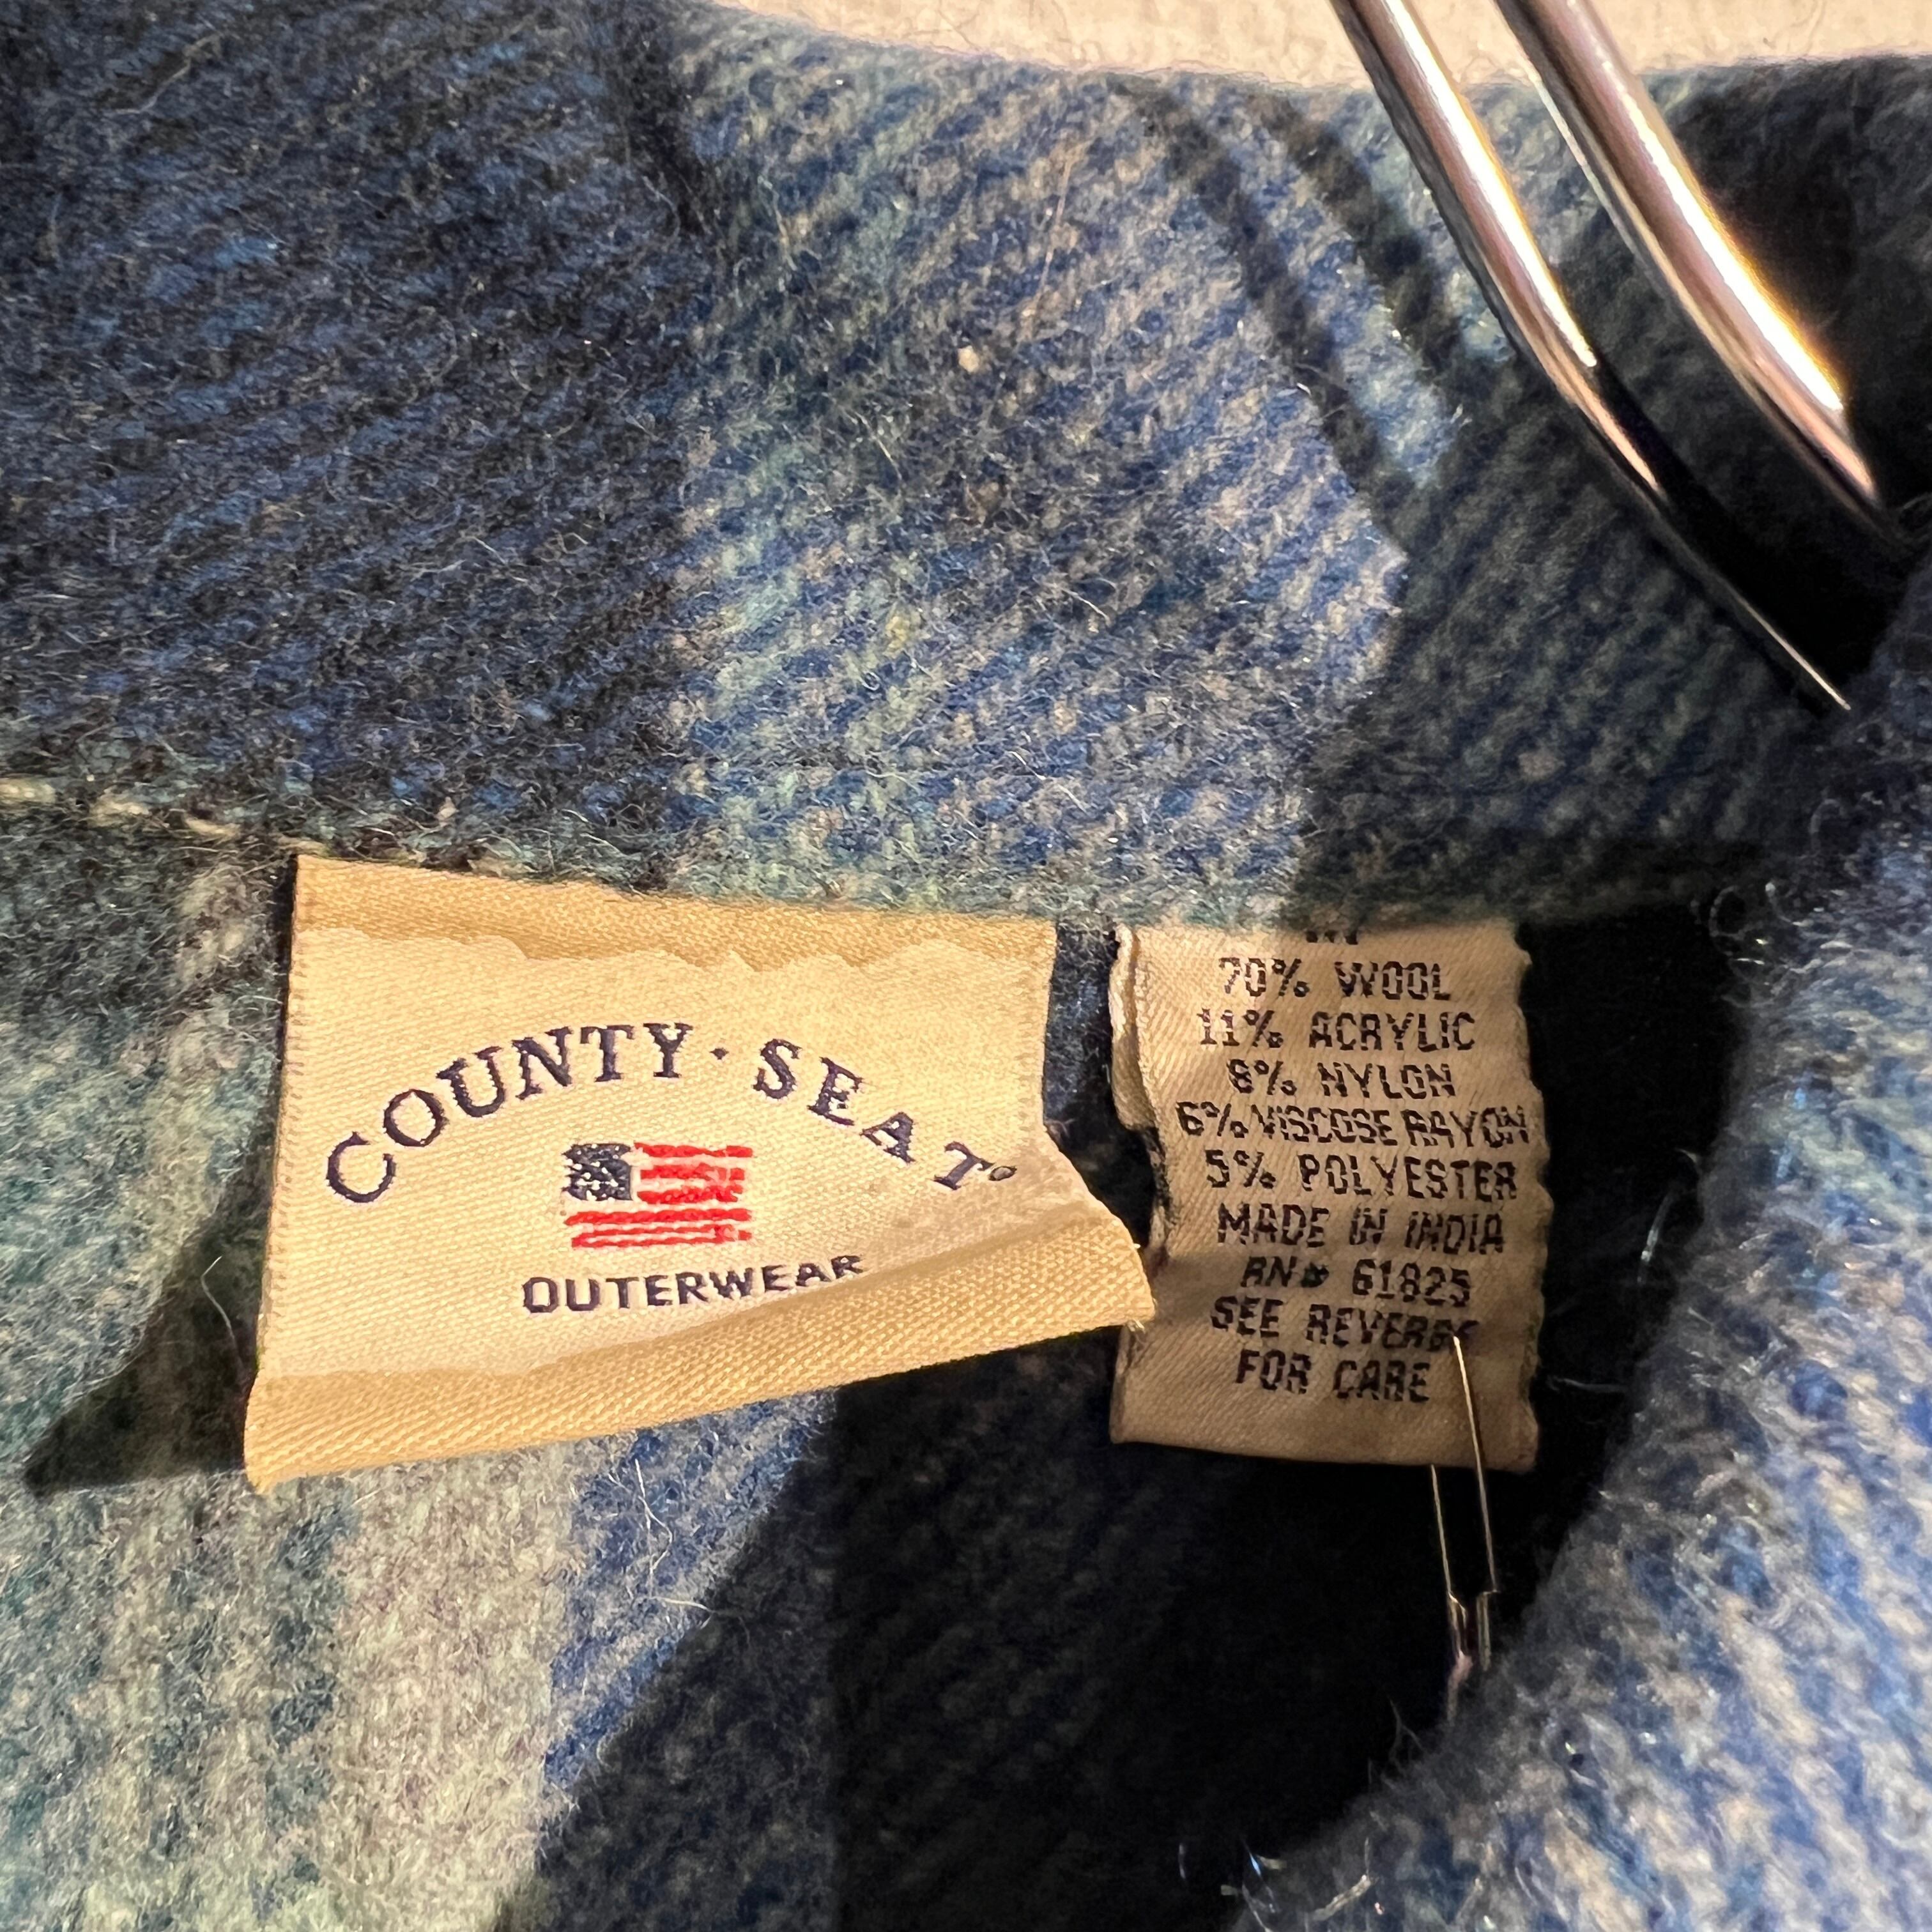 COUNTY · SEAT
OUTERWEAR
70% WOOL
11% ACRYLIC
8% NYLON
6% VISCOSE RAYON
5% POLYESTER
MADE IN INDIA
RN# 61825
SEE REVERSE
FOR CARE